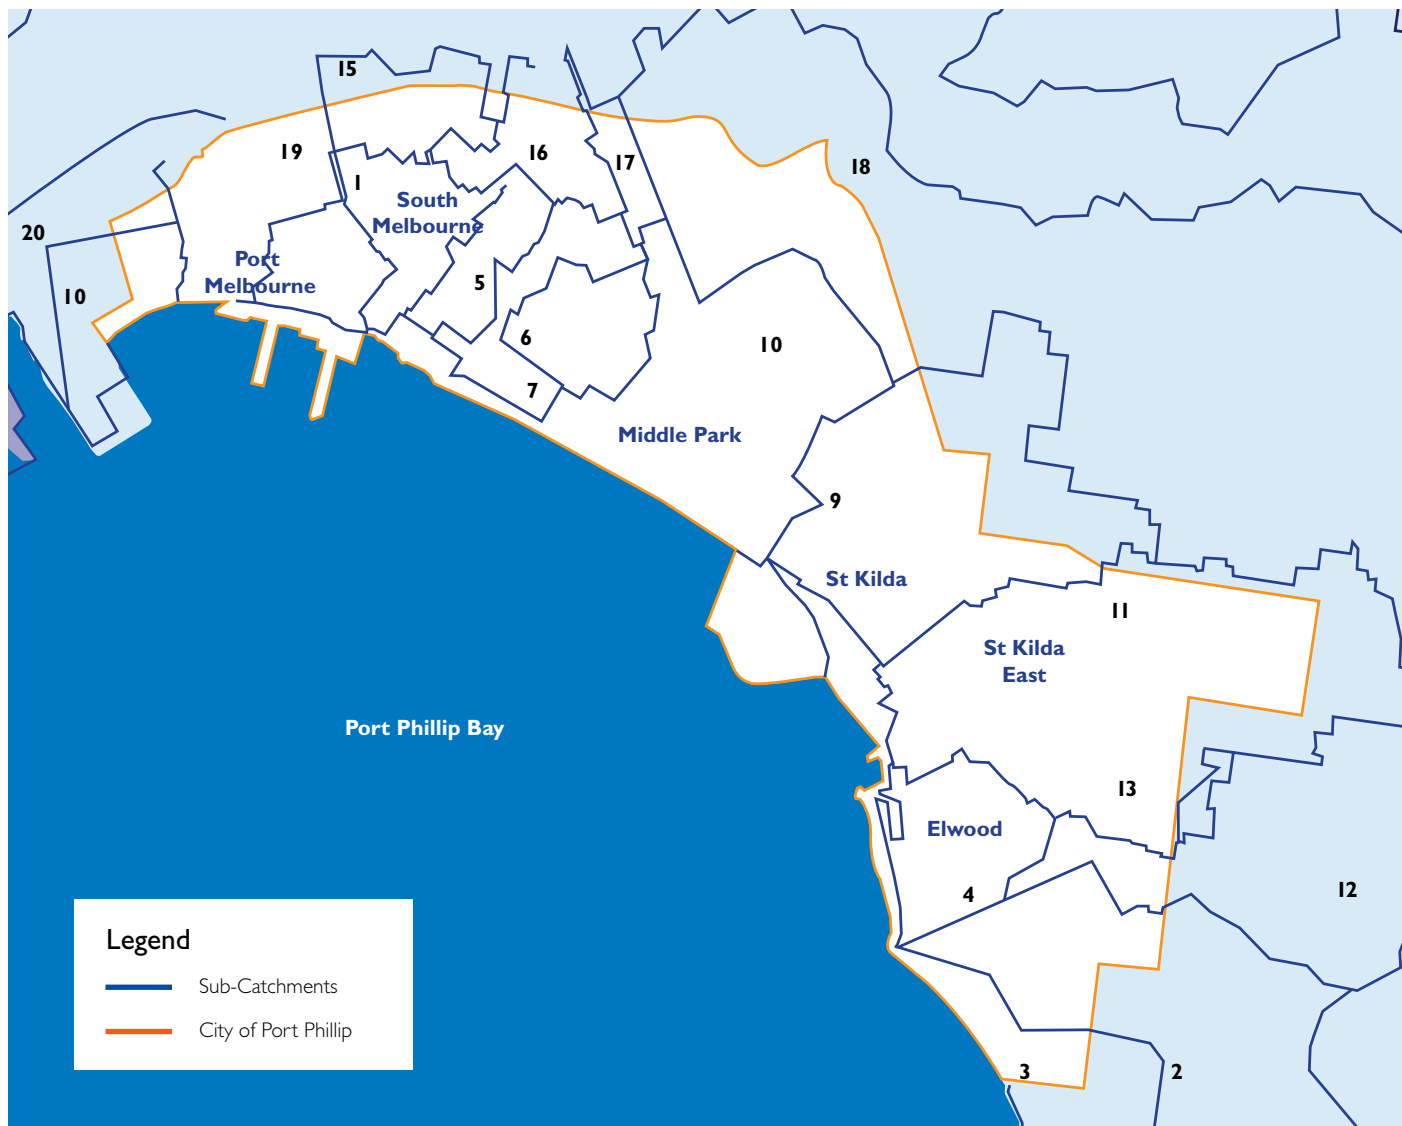 15
19
16
17
18
1
South
Melbourne
20
Port
Melbourne
10
5
6
10
7
Middle Park
9
St Kilda
11
St Kilda
East
Port Phillip Bay
13
Elwood
4
12
3
2
Legend
Sub-Catchments
City of Port Phillip